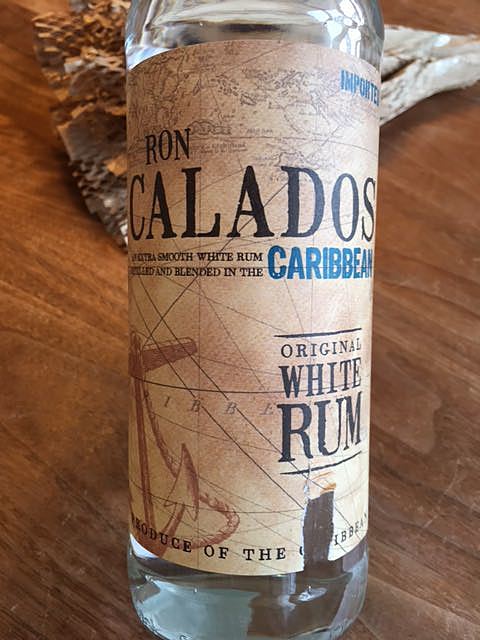 IMPORTED
RON
CALADOS
AN EXTRA SMOOTH WHITE RUM
DISTILLED AND BLENDED IN THE
CARIBBEAN
ORIGINAL
WHITE
RUM
PRODUCE OF THE C IBBEAN